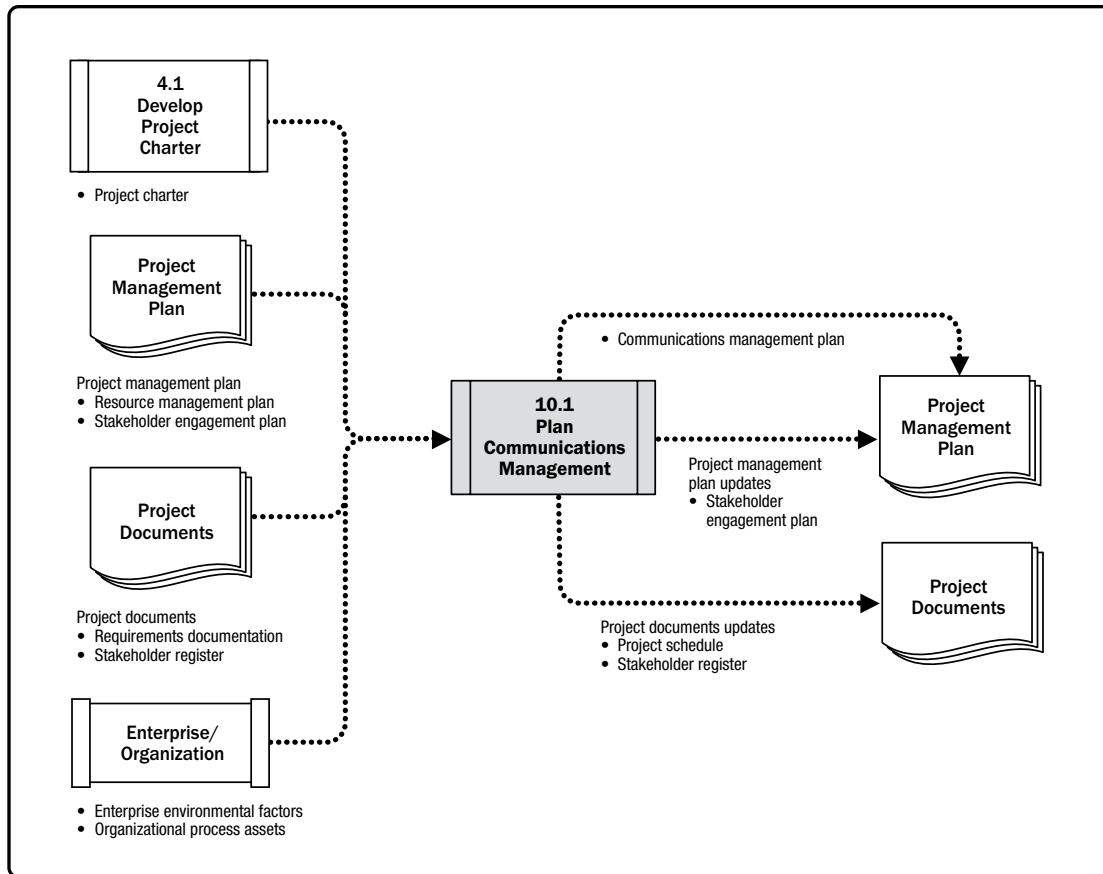 4.1
Develop
Project
Charter
• Project charter
Project
Management
Plan
Project management plan
• Resource management plan
• Stakeholder engagement plan
Project
Documents
Project documents
• Requirements documentation
• Stakeholder register
Enterprise/
Organization
• Enterprise environmental factors
• Organizational process assets
10.1
Plan
Communications
Management
• Communications management plan
Project management
plan updates
• Stakeholder
engagement plan
Project
Management
Plan
Project documents updates
• Project schedule
• Stakeholder register
Project
Documents